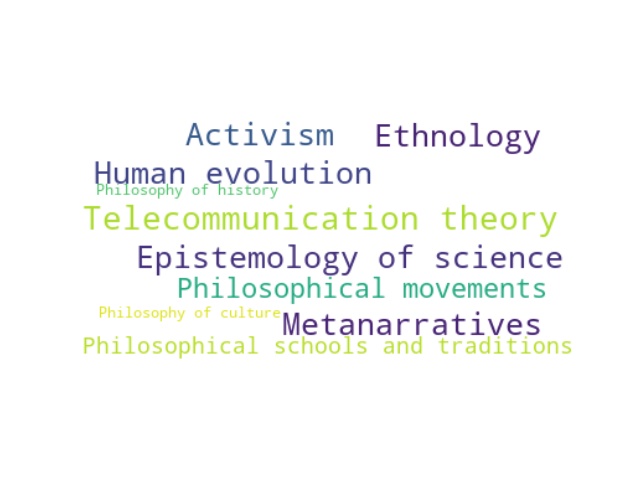 Activism Ethnology
Human evolution
Philosophy of history
Telecommunication theory
Epistemology of science
Philosophical movements
Philosophy of culture
Metanarratives
Philosophical schools and traditions